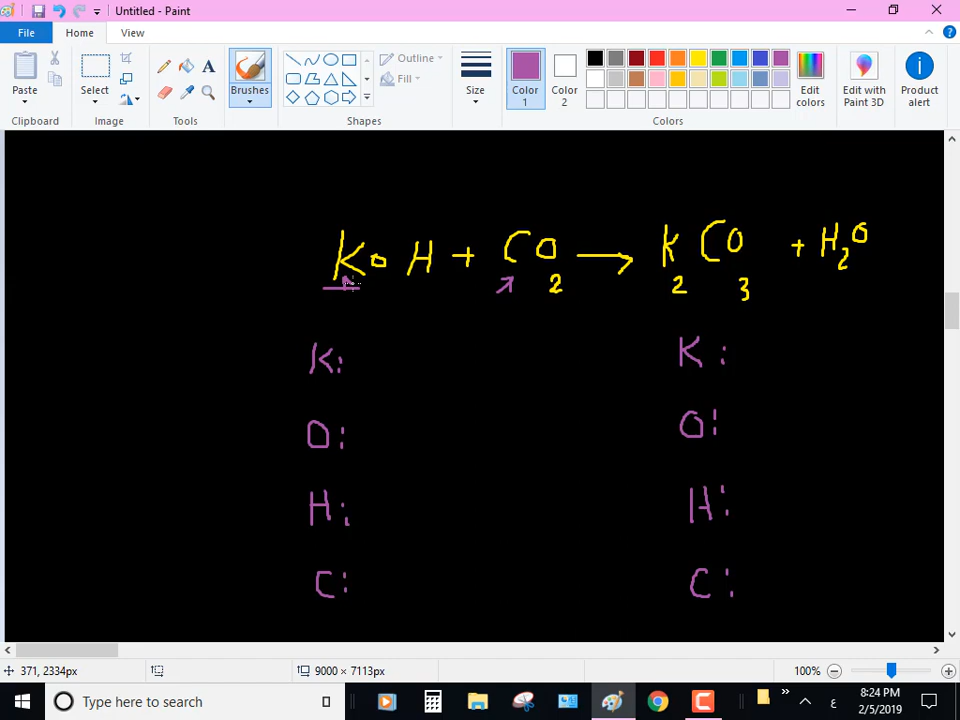 Untitled - Paint
File Home View
Paste Select Brushes Outline Fill Size Color 1 Color 2 Edit colors Edit with Paint 3D Product alert
Clipboard Image Tools Shapes Colors
KOH + CO2 → K2CO3 + H2O
K: K:
O: O:
H: H:
C: C:
371, 2334px 9000 × 7113px 100%
Type here to search ع 8:24 PM
2/5/2019